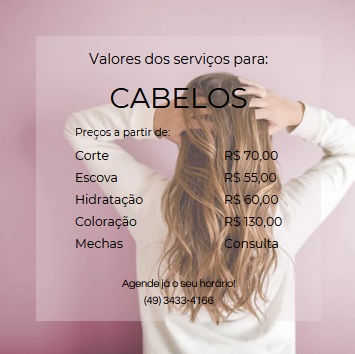 Valores dos serviços para:
CABELOS
Preços a partir de:
Corte R$ 70,00
Escova R$ 55,00
Hidratação R$ 60,00
Coloração R$ 130,00
Mechas Consulta
Agende já o seu horário!
(49) 3433-4166